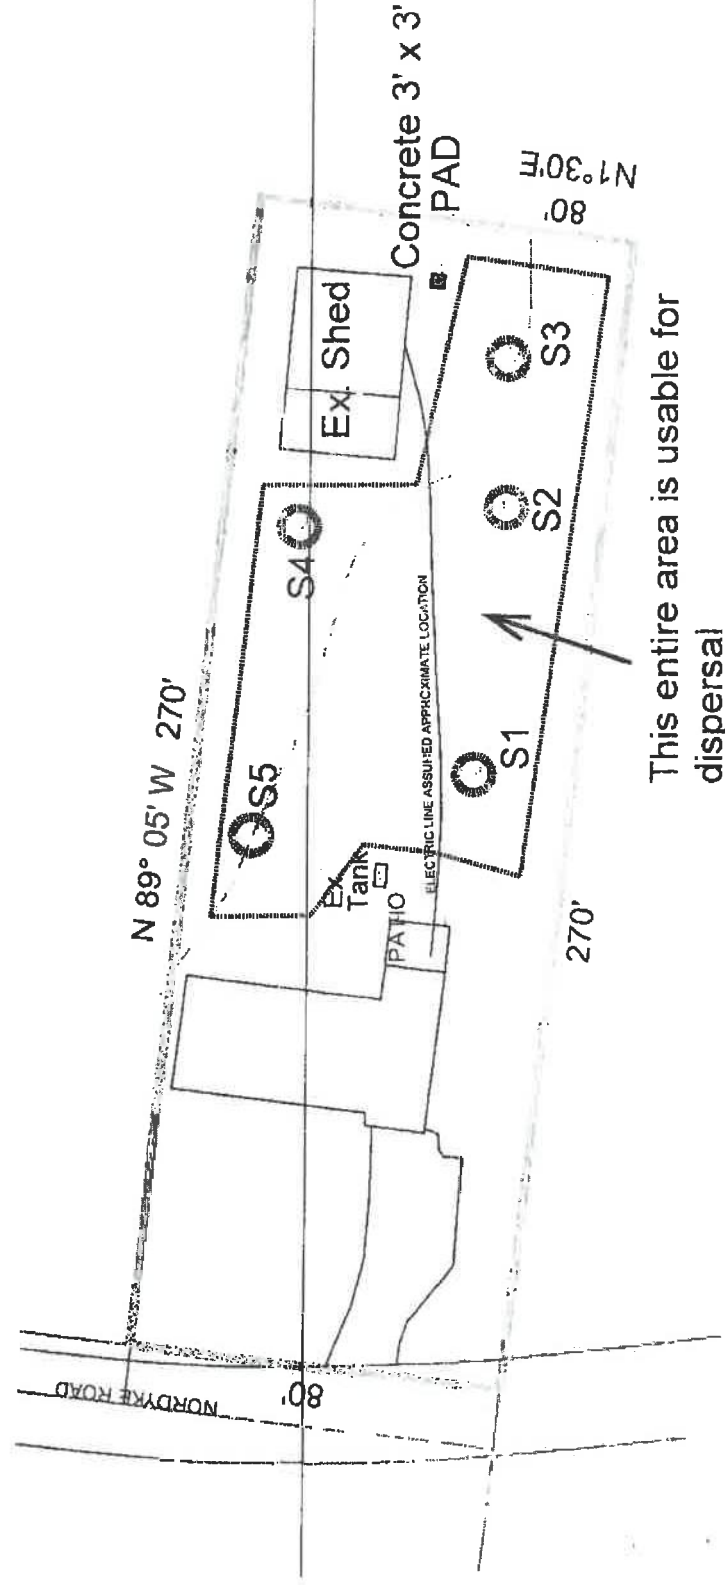 N 89° 05' W 270'
S5
S4
Ex. Shed
Concrete 3' x 3'
PAD
80'
N1°30'E
NORDYKE ROAD
80'
Ex.
Tank
PATIO
ELECTRIC LINE ASSUMED APPROXIMATE LOCATION
S1
S2
S3
270'
This entire area is usable for
dispersal